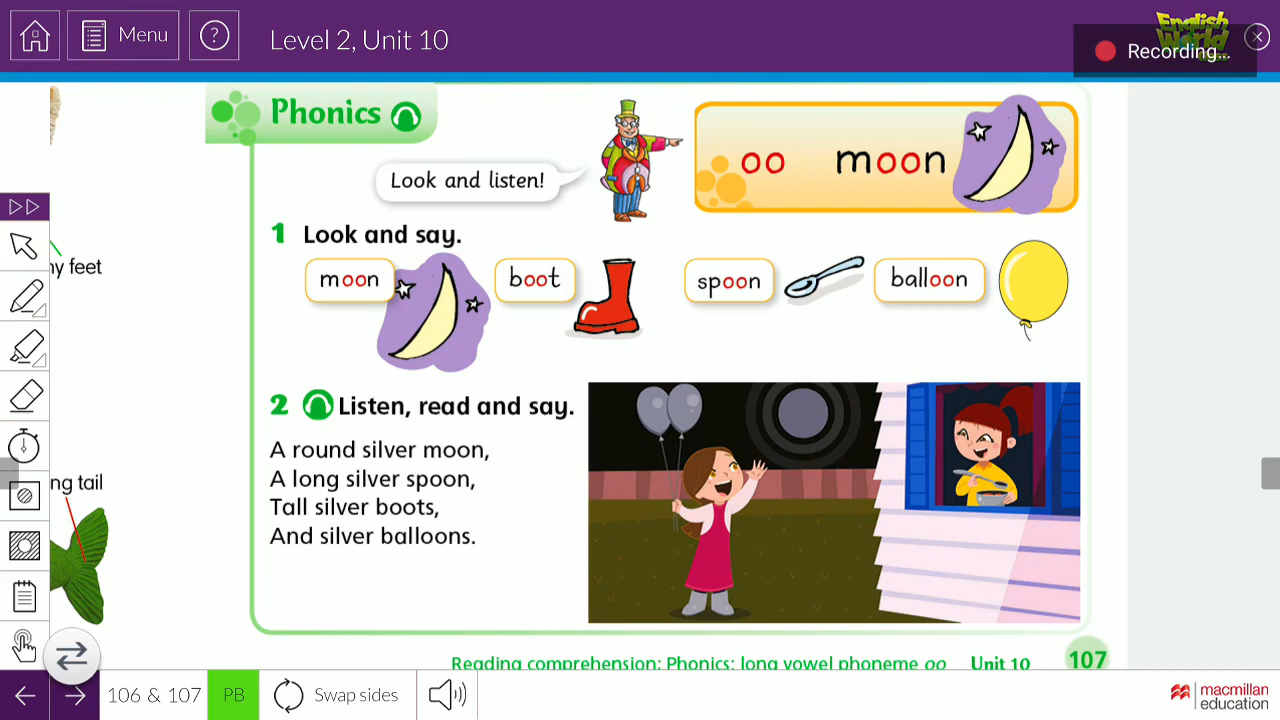 Menu
?
Level 2, Unit 10
English
World
Recording...
Phonics
Look and listen!
oo moon
1 Look and say.
moon
boot
spoon
balloon
ny feet
ng tail
2 Listen, read and say.
A round silver moon,
A long silver spoon,
Tall silver boots,
And silver balloons.
Reading comprehension; Phonics: long vowel phoneme oo Unit 10 107
106 & 107
PB
Swap sides
macmillan
education